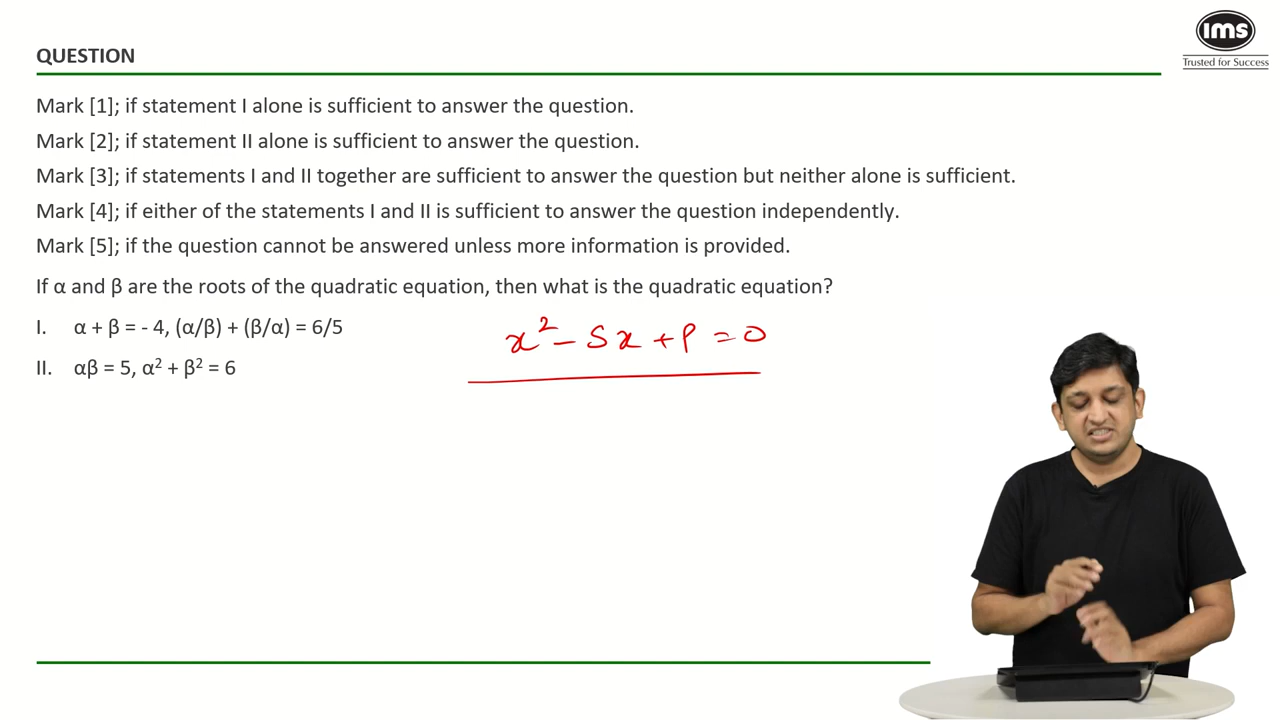 ims
Trusted for Success
QUESTION
Mark [1]; if statement I alone is sufficient to answer the question.
Mark [2]; if statement II alone is sufficient to answer the question.
Mark [3]; if statements I and II together are sufficient to answer the question but neither alone is sufficient.
Mark [4]; if either of the statements I and II is sufficient to answer the question independently.
Mark [5]; if the question cannot be answered unless more information is provided.
If α and β are the roots of the quadratic equation, then what is the quadratic equation?
I. α + β = - 4, (α/β) + (β/α) = 6/5
II. αβ = 5, α² + β² = 6
x² - Sx + P = 0